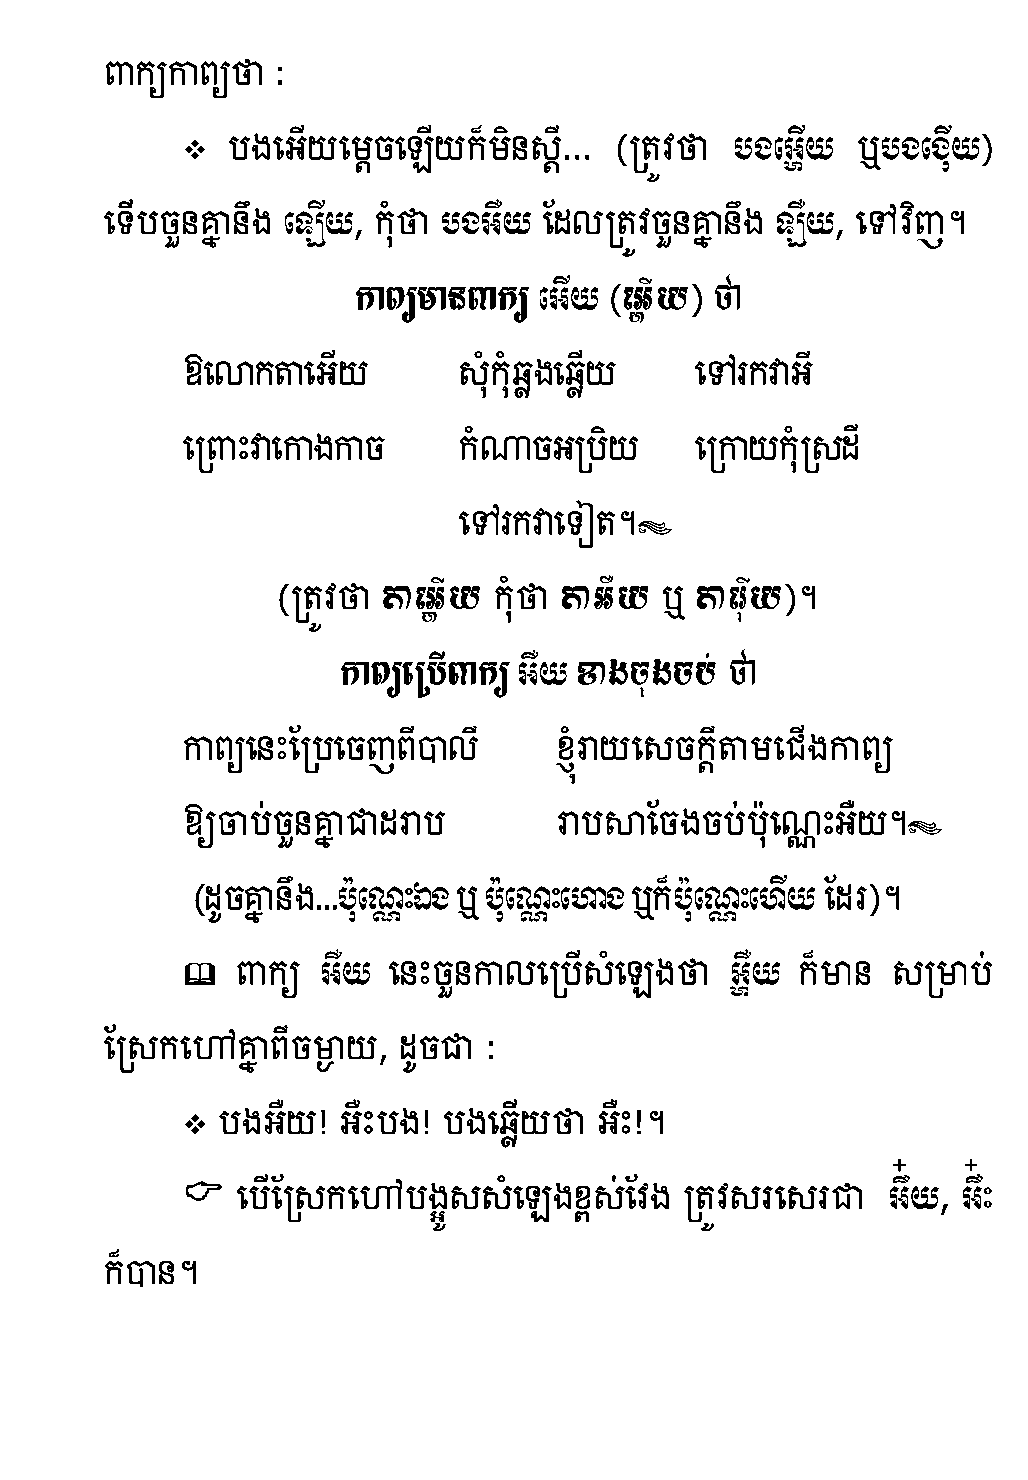 ពាក្យកាព្យថា :
❖ បងអើយម្ដេចឡើយក៏មិនស្ដី... (ត្រូវថា បងអ្ហើយ ឬបងង៉ើយ)
ទើបចួនគ្នានឹង ឡើយ, កុំថា បងអឺយ ដែលត្រូវចួនគ្នានឹង ឡឺយ, ទៅវិញ។
កាព្យមានពាក្យ អើយ (អ្ហើយ) ថា
ឱលោកតាអើយ សុំកុំឆ្លងឆ្លើយ ទៅរកវាអី
ព្រោះវាកោងកាច កំណាចអប្រិយ ក្រោយកុំស្រដី
ទៅរកវាទៀត។
(ត្រូវថា តាអ្ហើយ កុំថា តាអឺយ ឬ តារ៉ើយ)។
កាព្យប្រើពាក្យ អឺយ ខាងចុងចប់ ថា
កាព្យនេះប្រែចេញពីបាលី ខ្ញុំរាយសេចក្ដីតាមជើងកាព្យ
ឱ្យចាប់ចួនគ្នាជាដរាប រាបសាចែងចប់ប៉ុណ្ណេះអឺយ។
(ដូចគ្នានឹង...ប៉ុណ្ណេះឯង ឬ ប៉ុណ្ណេះហោង ឬក៏ប៉ុណ្ណេះហើយ ដែរ)។
🕮 ពាក្យ អឺយ នេះចួនកាលប្រើសំឡេងថា អ្ហឺយ ក៏មាន សម្រាប់
ស្រែកហៅគ្នាពីចម្ងាយ, ដូចជា :
❖ បងអឺយ! អឺះបង! បងឆ្លើយថា អឺះ!។
☞ បើស្រែកហៅបង្អូសសំឡេងខ្ពស់វែង ត្រូវសរសេរជា អឺ៎យ, អឺ៎ះ
ក៏បាន។